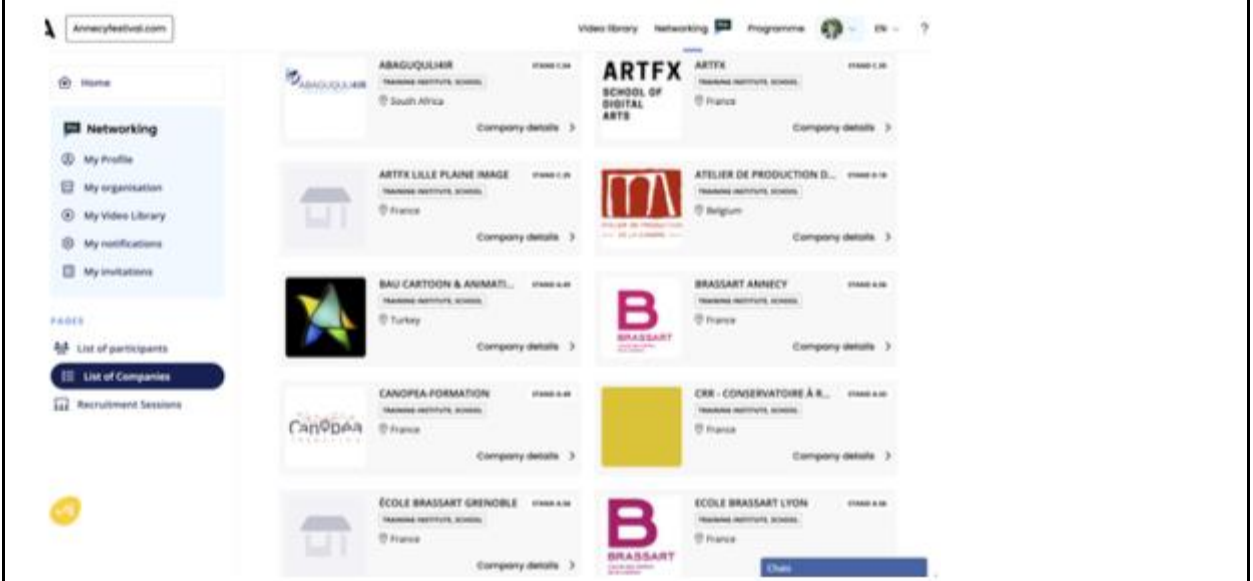 Annecyfestival.com
Video library
Networking
Programme
EN
?
Home
Networking
My Profile
My organisation
My Video Library
My notifications
My invitations
PAGES
List of participants
List of Companies
Recruitment Sessions
ABAGUQULI4IR
TRAINING INSTITUTE, SCHOOL
South Africa
Company details
ARTFX
SCHOOL OF
DIGITAL
ARTS
ARTFX
TRAINING INSTITUTE, SCHOOL
France
Company details
ARTFX LILLE PLAINE IMAGE
TRAINING INSTITUTE, SCHOOL
France
Company details
ATELIER DE PRODUCTION D...
TRAINING INSTITUTE, SCHOOL
Belgium
Company details
BAU CARTOON & ANIMATI...
TRAINING INSTITUTE, SCHOOL
Turkey
Company details
B
BRASSART
BRASSART ANNECY
TRAINING INSTITUTE, SCHOOL
France
Company details
Canopéa
CANOPEA-FORMATION
TRAINING INSTITUTE, SCHOOL
France
Company details
CRR - CONSERVATOIRE À R...
TRAINING INSTITUTE, SCHOOL
France
Company details
ÉCOLE BRASSART GRENOBLE
TRAINING INSTITUTE, SCHOOL
France
Company details
B
BRASSART
ECOLE BRASSART LYON
TRAINING INSTITUTE, SCHOOL
France
Chats